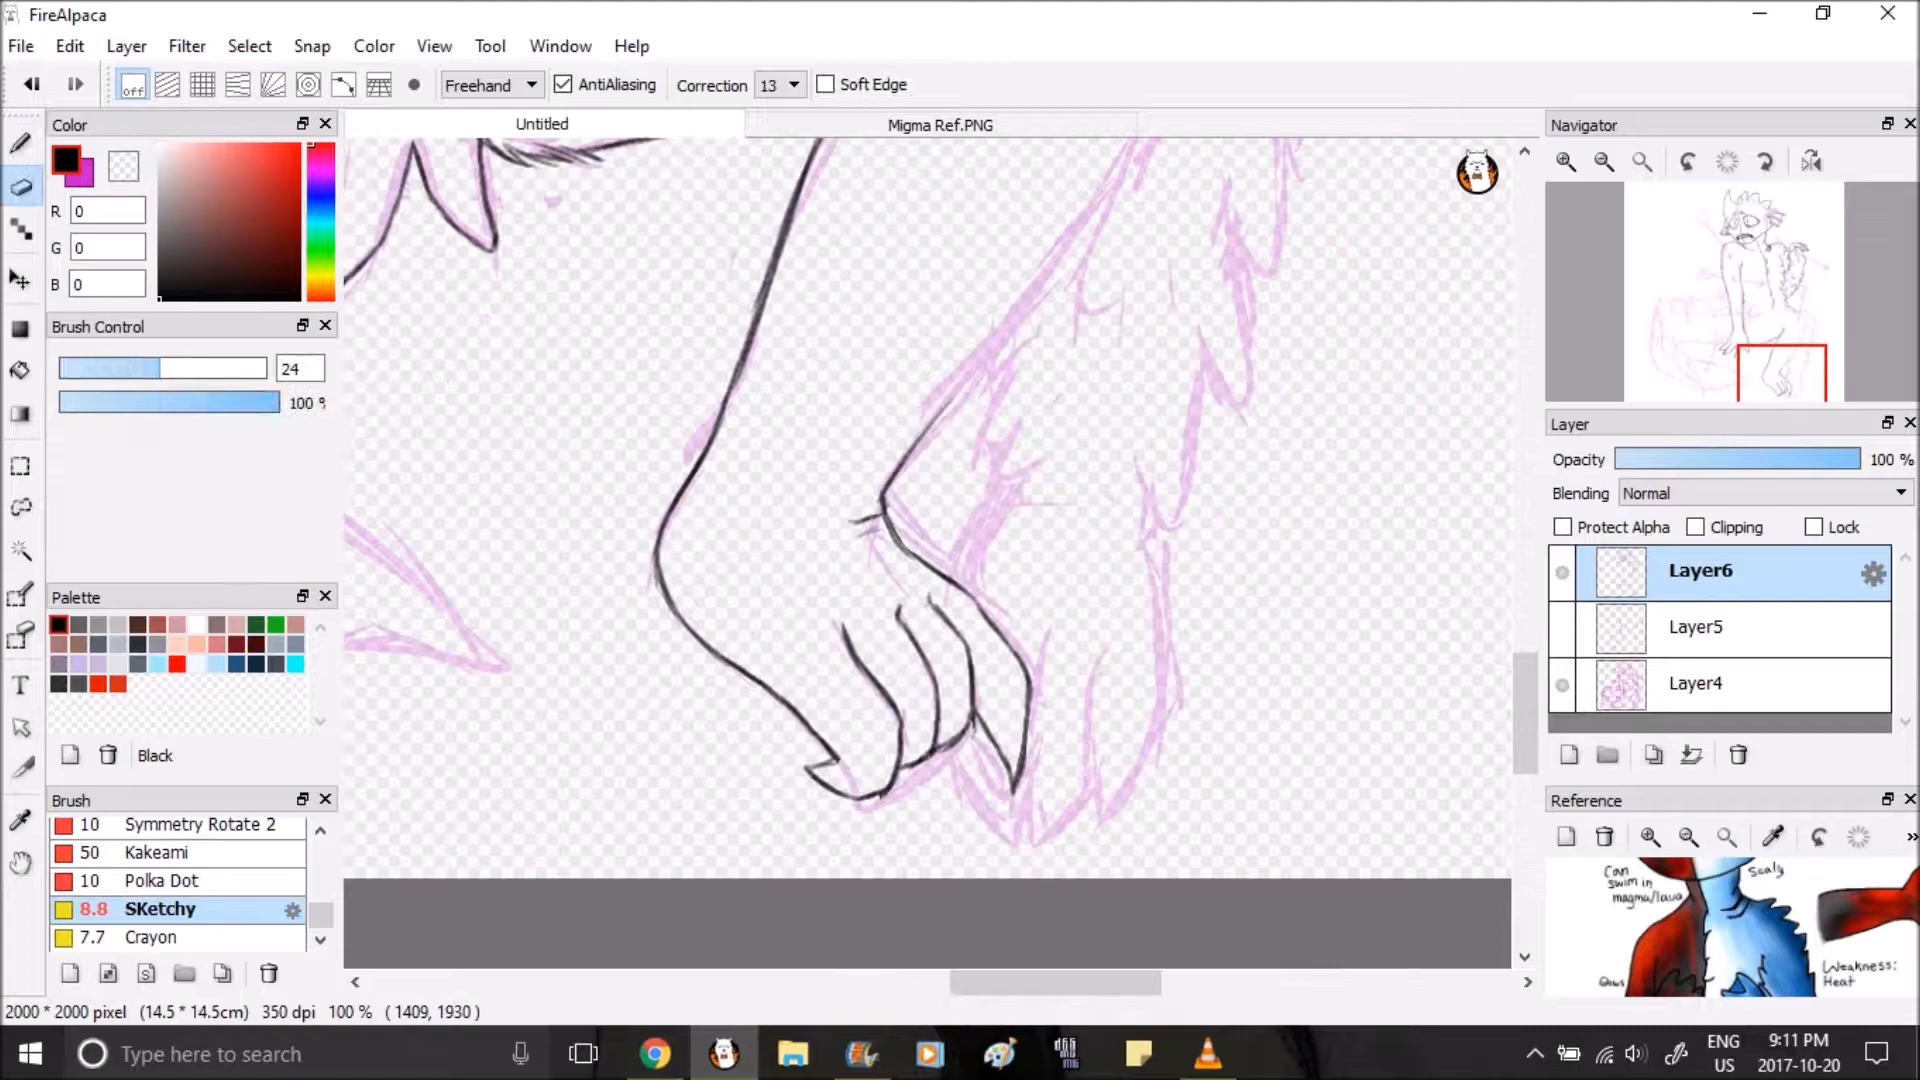 FireAlpaca
File Edit Layer Filter Select Snap Color View Tool Window Help
off Freehand AntiAliasing Correction 13 Soft Edge
Color
Untitled
Migma Ref.PNG
Navigator
R 0
G 0
B 0
Brush Control
24
100 %
Layer
Opacity 100 %
Blending Normal
Protect Alpha Clipping Lock
Layer6
Layer5
Layer4
Palette
Black
Brush
10 Symmetry Rotate 2
50 Kakeami
10 Polka Dot
8.8 SKetchy
7.7 Crayon
Reference
Can swim in magma/lava
Scaly
Weakness:
Heat
2000 * 2000 pixel (14.5 * 14.5cm) 350 dpi 100 % ( 1409, 1930 )
Type here to search
ENG
US
9:11 PM
2017-10-20